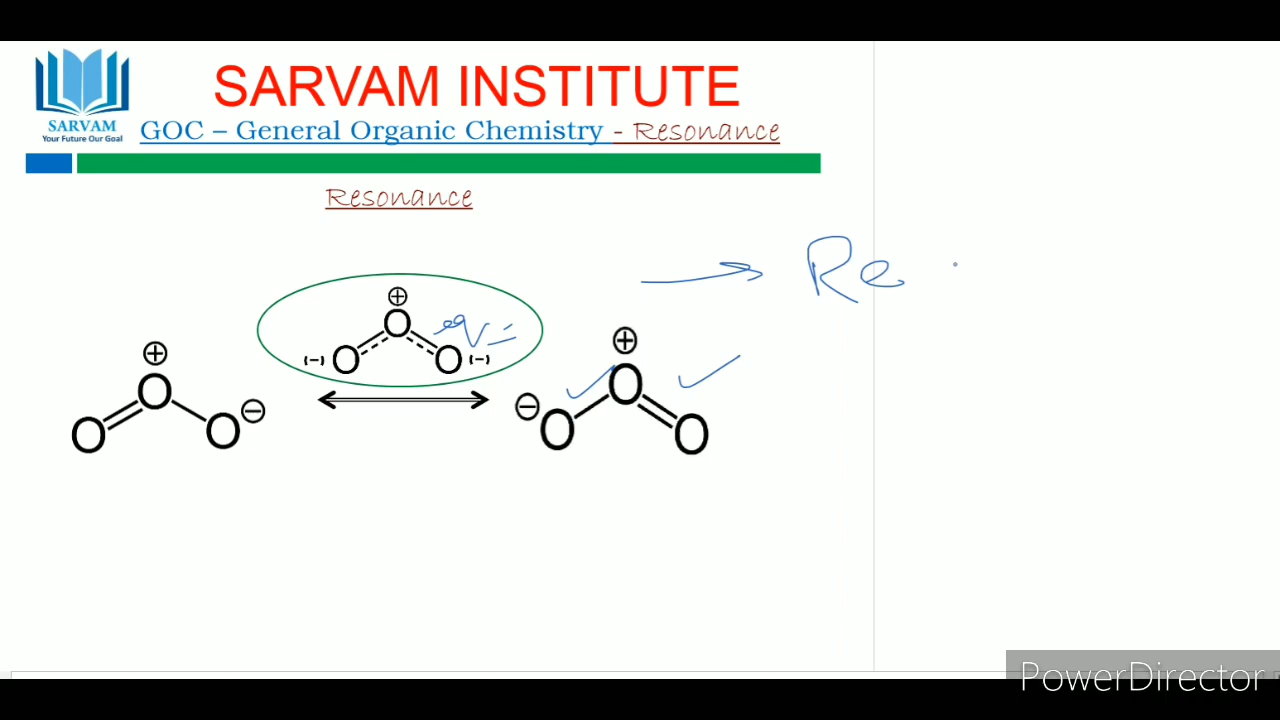 SARVAM INSTITUTE
SARVAM
Your Future Our Goal
GOC – General Organic Chemistry - Resonance
Resonance
Re
⊕
O
(-) O O (-)
⊕
O
O O ⊖
⊕
O
⊖ O O
PowerDirector